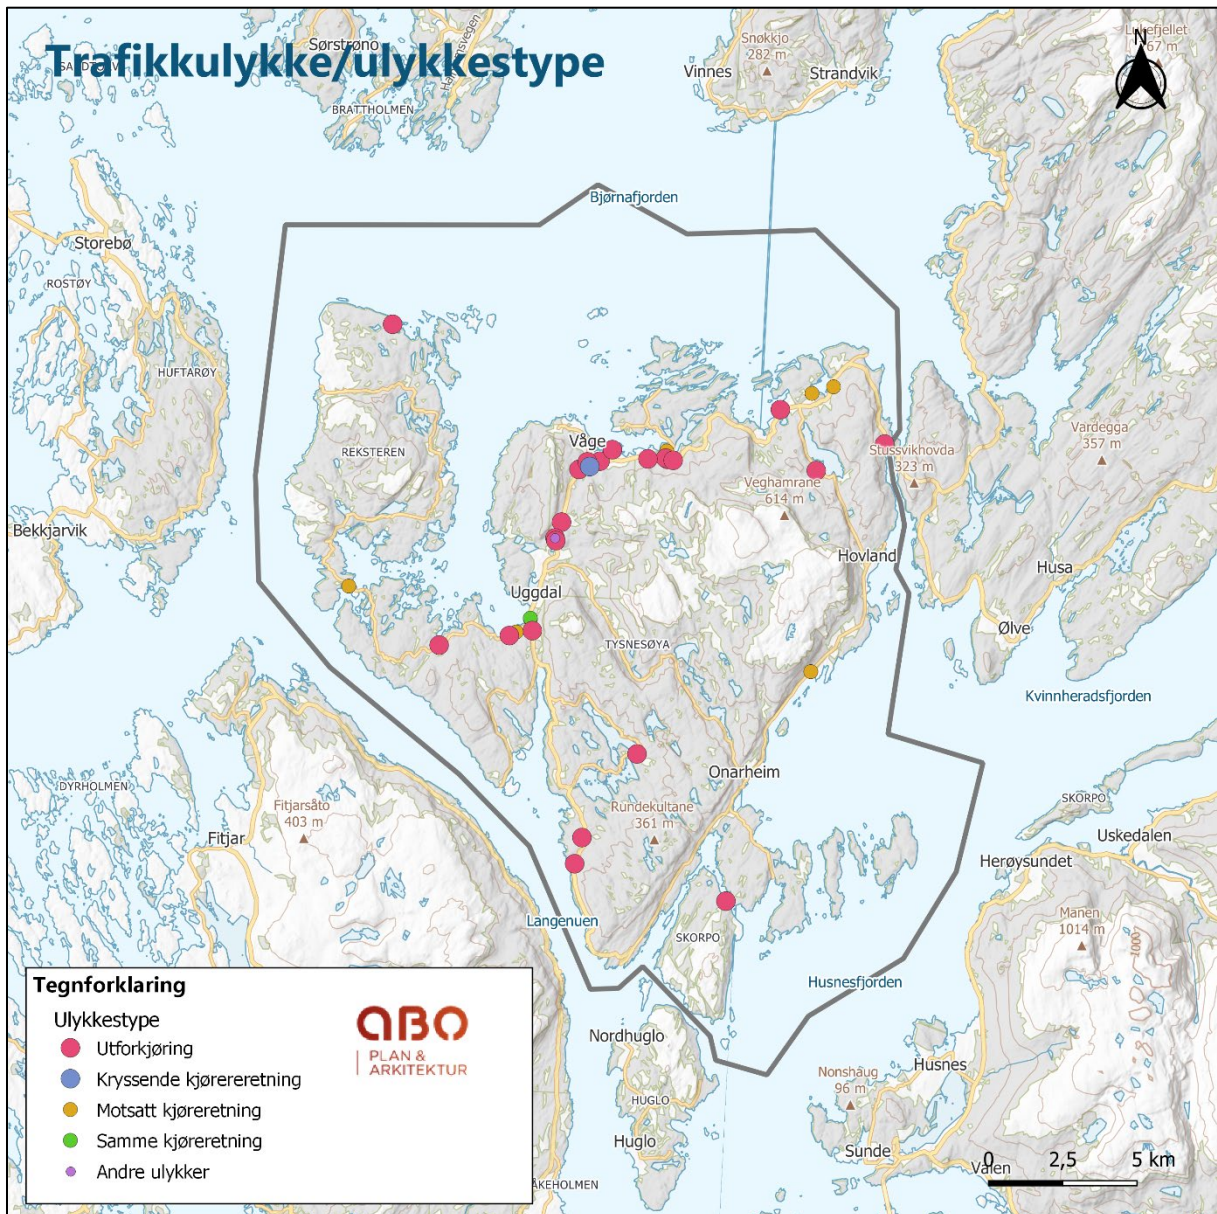 Trafikkulykke/ulykkestype
N
Sørstrøno
BRATTHOLMEN
Snøkkjo
282 m
Vinnes
Strandvik
Bjørnafjorden
Storebø
ROSTØY
HUFTARØY
REKSTEREN
Bekkjarvik
Våge
Vardegga
357 m
Stussvikhovda
323 m
Veghamrane
614 m
Hovland
Husa
Ølve
Uggdal
TYSNESØYA
Kvinnheradsfjorden
Onarheim
DYRHOLMEN
Fitjarsåto
403 m
Fitjar
Rundekultane
361 m
SKORPO
Uskedalen
Herøysundet
Langenuen
SKORPO
Manen
1014 m
1000
Husnesfjorden
Nordhuglo
HUGLO
Huglo
Nonshaug
96 m
Husnes
Sunde
Valen
0 2,5 5 km
Tegnforklaring
Ulykkestype
Utforkjøring
Kryssende kjørereretning
Motsatt kjøreretning
Samme kjøreretning
Andre ulykker
ABO
PLAN &
ARKITEKTUR
ÅKEHOLMEN